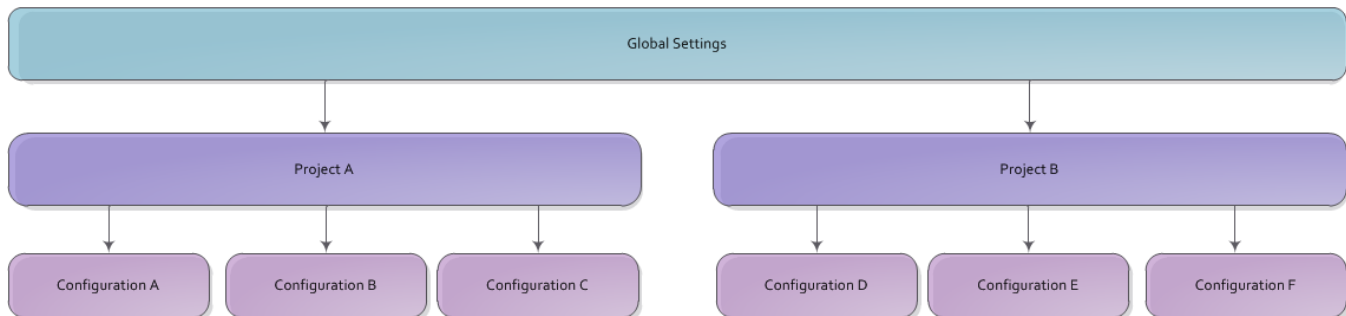 Global Settings
Project A
Project B
Configuration A
Configuration B
Configuration C
Configuration D
Configuration E
Configuration F